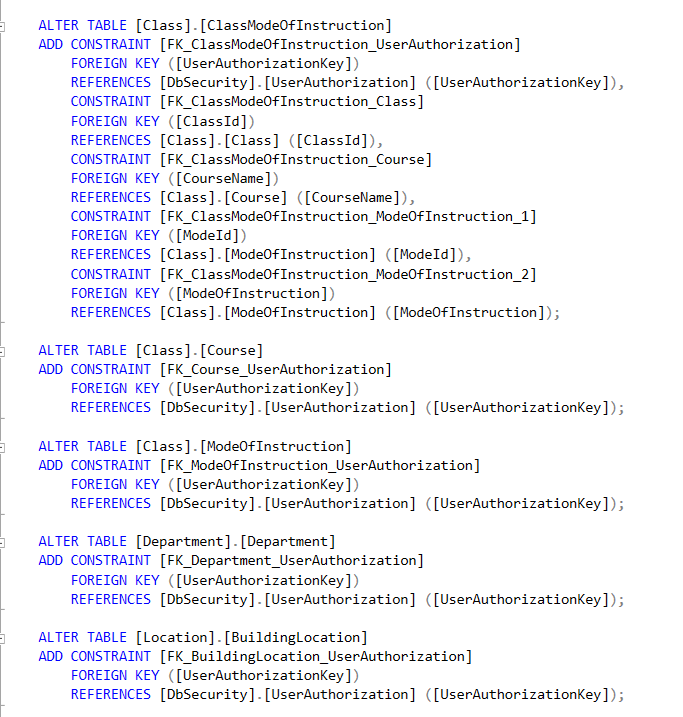 ALTER TABLE [Class].[ClassModeOfInstruction]
ADD CONSTRAINT [FK_ClassModeOfInstruction_UserAuthorization]
FOREIGN KEY ([UserAuthorizationKey])
REFERENCES [DbSecurity].[UserAuthorization] ([UserAuthorizationKey]),
CONSTRAINT [FK_ClassModeOfInstruction_Class]
FOREIGN KEY ([ClassId])
REFERENCES [Class].[Class] ([ClassId]),
CONSTRAINT [FK_ClassModeOfInstruction_Course]
FOREIGN KEY ([CourseName])
REFERENCES [Class].[Course] ([CourseName]),
CONSTRAINT [FK_ClassModeOfInstruction_ModeOfInstruction_1]
FOREIGN KEY ([ModeId])
REFERENCES [Class].[ModeOfInstruction] ([ModeId]),
CONSTRAINT [FK_ClassModeOfInstruction_ModeOfInstruction_2]
FOREIGN KEY ([ModeOfInstruction])
REFERENCES [Class].[ModeOfInstruction] ([ModeOfInstruction]);
ALTER TABLE [Class].[Course]
ADD CONSTRAINT [FK_Course_UserAuthorization]
FOREIGN KEY ([UserAuthorizationKey])
REFERENCES [DbSecurity].[UserAuthorization] ([UserAuthorizationKey]);
ALTER TABLE [Class].[ModeOfInstruction]
ADD CONSTRAINT [FK_ModeOfInstruction_UserAuthorization]
FOREIGN KEY ([UserAuthorizationKey])
REFERENCES [DbSecurity].[UserAuthorization] ([UserAuthorizationKey]);
ALTER TABLE [Department].[Department]
ADD CONSTRAINT [FK_Department_UserAuthorization]
FOREIGN KEY ([UserAuthorizationKey])
REFERENCES [DbSecurity].[UserAuthorization] ([UserAuthorizationKey]);
ALTER TABLE [Location].[BuildingLocation]
ADD CONSTRAINT [FK_BuildingLocation_UserAuthorization]
FOREIGN KEY ([UserAuthorizationKey])
REFERENCES [DbSecurity].[UserAuthorization] ([UserAuthorizationKey]);